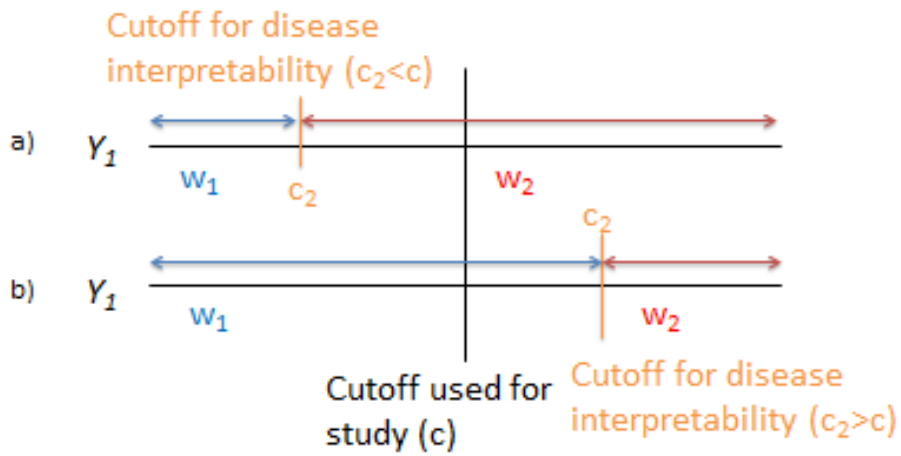 Cutoff for disease
interpretability (c₂<c)
a) Y₁
w₁ c₂ w₂
c₂
b) Y₁
w₁ w₂
Cutoff used for
study (c)
Cutoff for disease
interpretability (c₂>c)